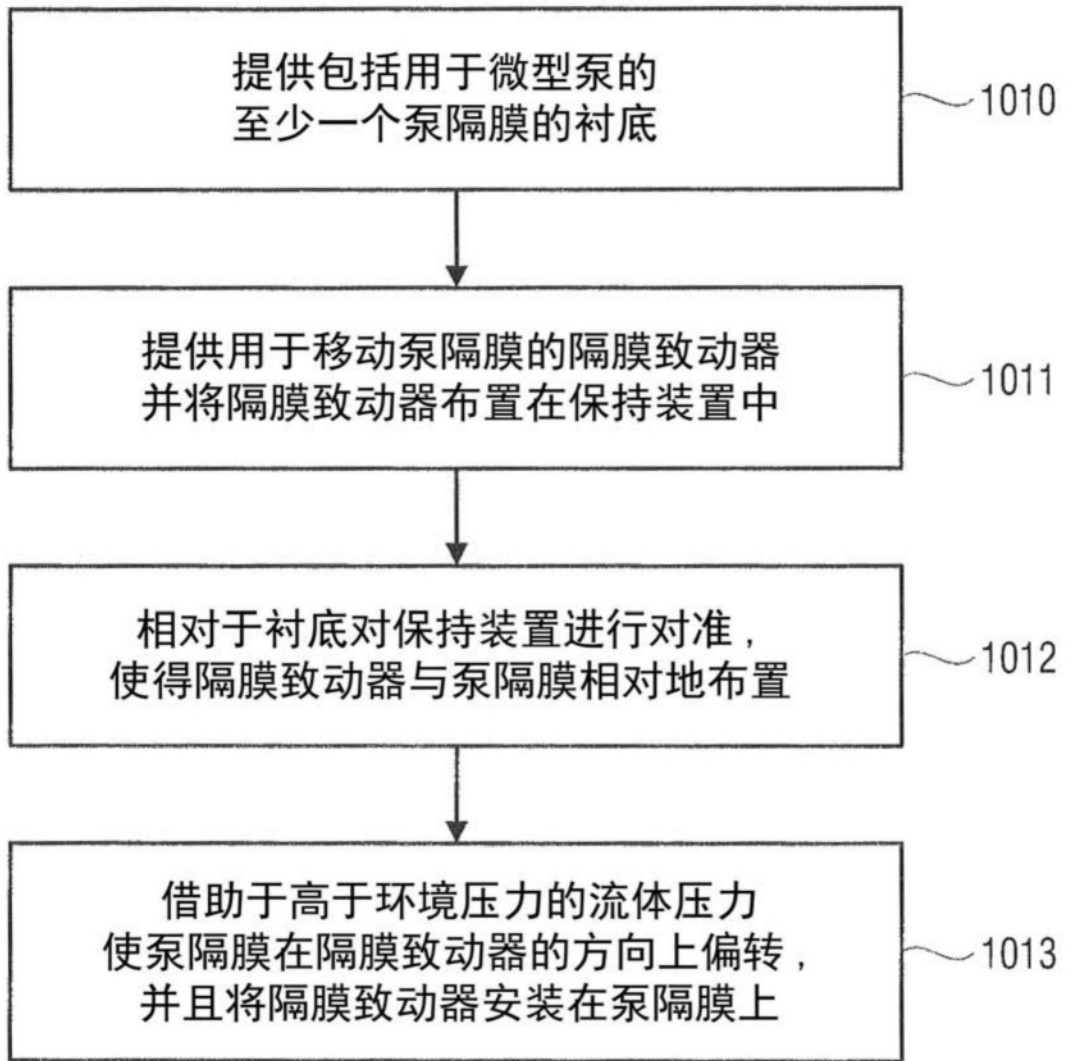 提供包括用于微型泵的
至少一个泵隔膜的衬底
1010
提供用于移动泵隔膜的隔膜致动器
并将隔膜致动器布置在保持装置中
1011
相对于衬底对保持装置进行对准,
使得隔膜致动器与泵隔膜相对地布置
1012
借助于高于环境压力的流体压力
使泵隔膜在隔膜致动器的方向上偏转,
并且将隔膜致动器安装在泵隔膜上
1013